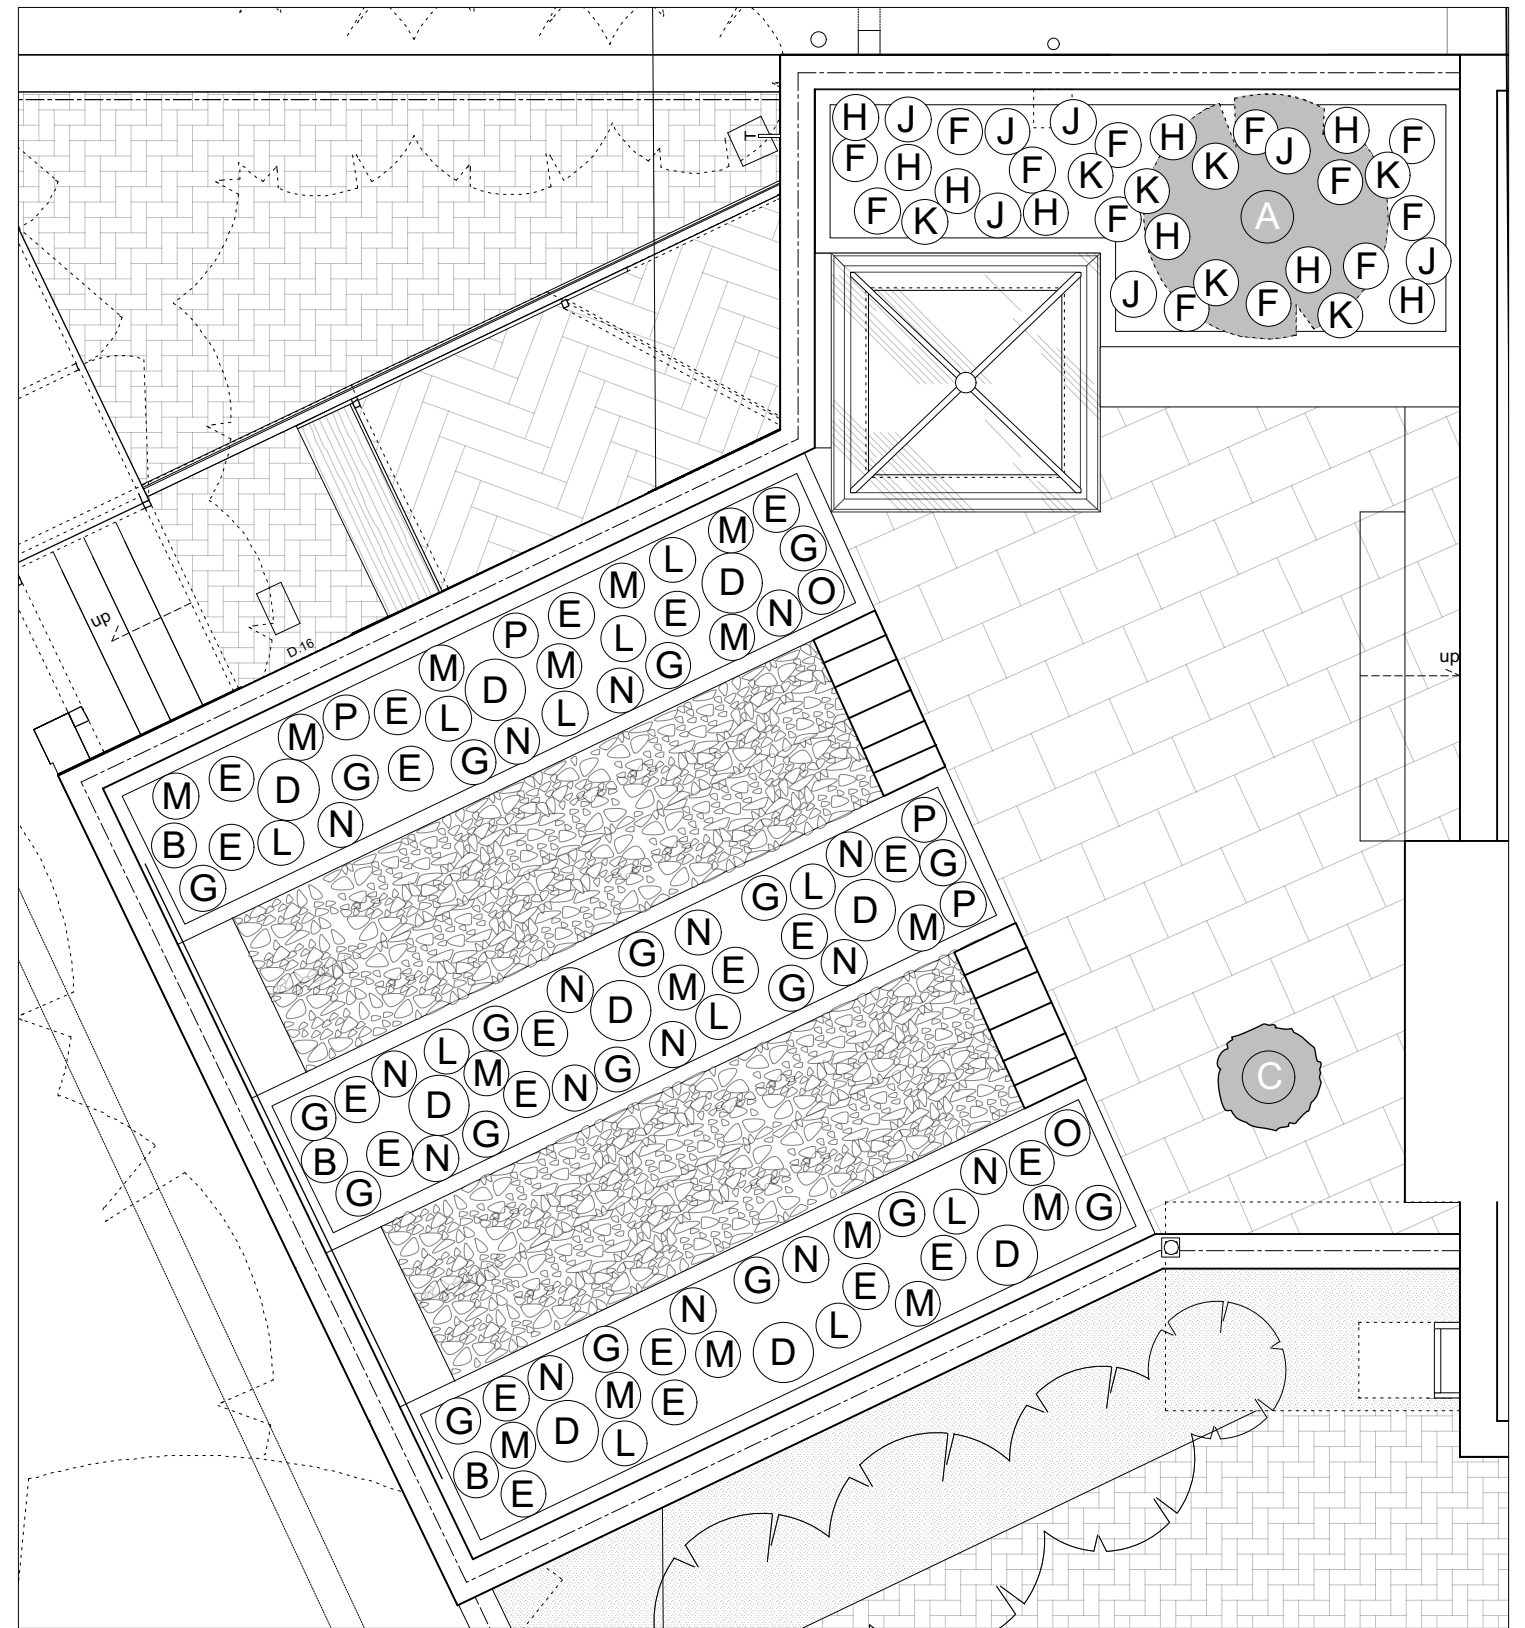 H J F J J F H F J H F
F H H F K K K F K
F K J H F H A F
J F K F H F K J H
T
M E G O
L D N
M E M
E L G
P M N
M D L
E L N
P G
M E
G
E D N
M L
B E
G
up
D.16
up
P
N E G
L D P
G E M
N N
G M E G
N D L
G E N
L M G
N E N
E D G
G E N
B G
O
N E
L M G
G E D
M E M
N L
G D
N M
G E E
N M L
E D
G M
B E
C